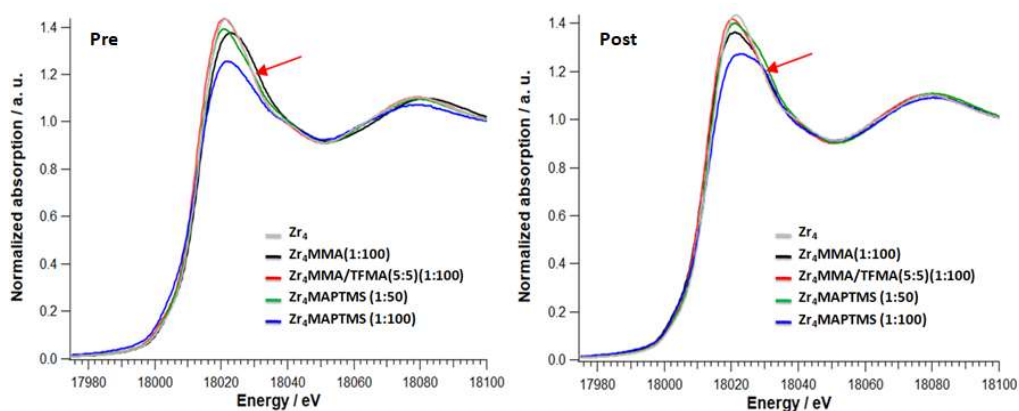 Pre
Normalized absorption / a. u.
1.4
1.2
1.0
0.8
0.6
0.4
0.2
0.0
Zr₄
Zr₄MMA(1:100)
Zr₄MMA/TFMA(5:5)(1:100)
Zr₄MAPTMS (1:50)
Zr₄MAPTMS (1:100)
17980 18000 18020 18040 18060 18080 18100
Energy / eV
Post
Normalized absorption / a. u.
1.4
1.2
1.0
0.8
0.6
0.4
0.2
0.0
Zr₄
Zr₄MMA(1:100)
Zr₄MMA/TFMA(5:5)(1:100)
Zr₄MAPTMS (1:50)
Zr₄MAPTMS (1:100)
17980 18000 18020 18040 18060 18080 18100
Energy / eV